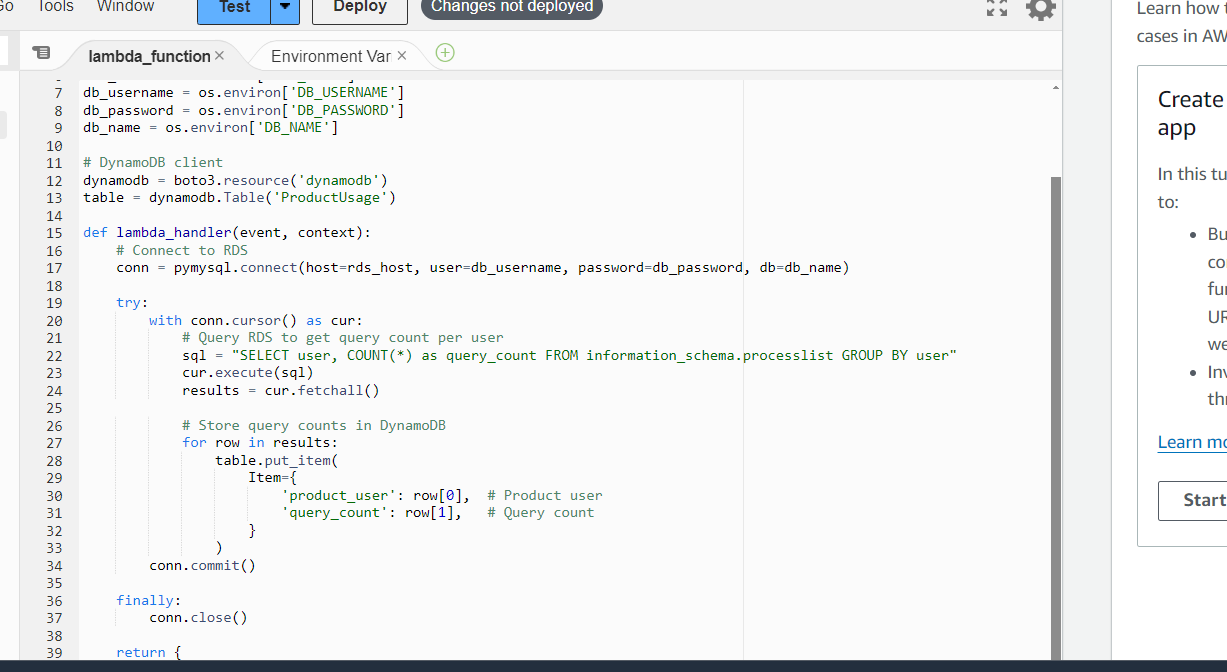 Go Tools Window
Test
Deploy
Changes not deployed
lambda_function ×
Environment Var ×
7 db_username = os.environ['DB_USERNAME']
8 db_password = os.environ['DB_PASSWORD']
9 db_name = os.environ['DB_NAME']
10
11 # DynamoDB client
12 dynamodb = boto3.resource('dynamodb')
13 table = dynamodb.Table('ProductUsage')
14
15 def lambda_handler(event, context):
16 # Connect to RDS
17 conn = pymysql.connect(host=rds_host, user=db_username, password=db_password, db=db_name)
18
19 try:
20 with conn.cursor() as cur:
21 # Query RDS to get query count per user
22 sql = "SELECT user, COUNT(*) as query_count FROM information_schema.processlist GROUP BY user"
23 cur.execute(sql)
24 results = cur.fetchall()
25
26 # Store query counts in DynamoDB
27 for row in results:
28 table.put_item(
29 Item={
30 'product_user': row[0], # Product user
31 'query_count': row[1], # Query count
32 }
33 )
34 conn.commit()
35
36 finally:
37 conn.close()
38
39 return {
Learn how
cases in AW
Create
app
In this tu
to:
• Bu
co
fu
UR
we
• Inv
th
Learn mo
Start